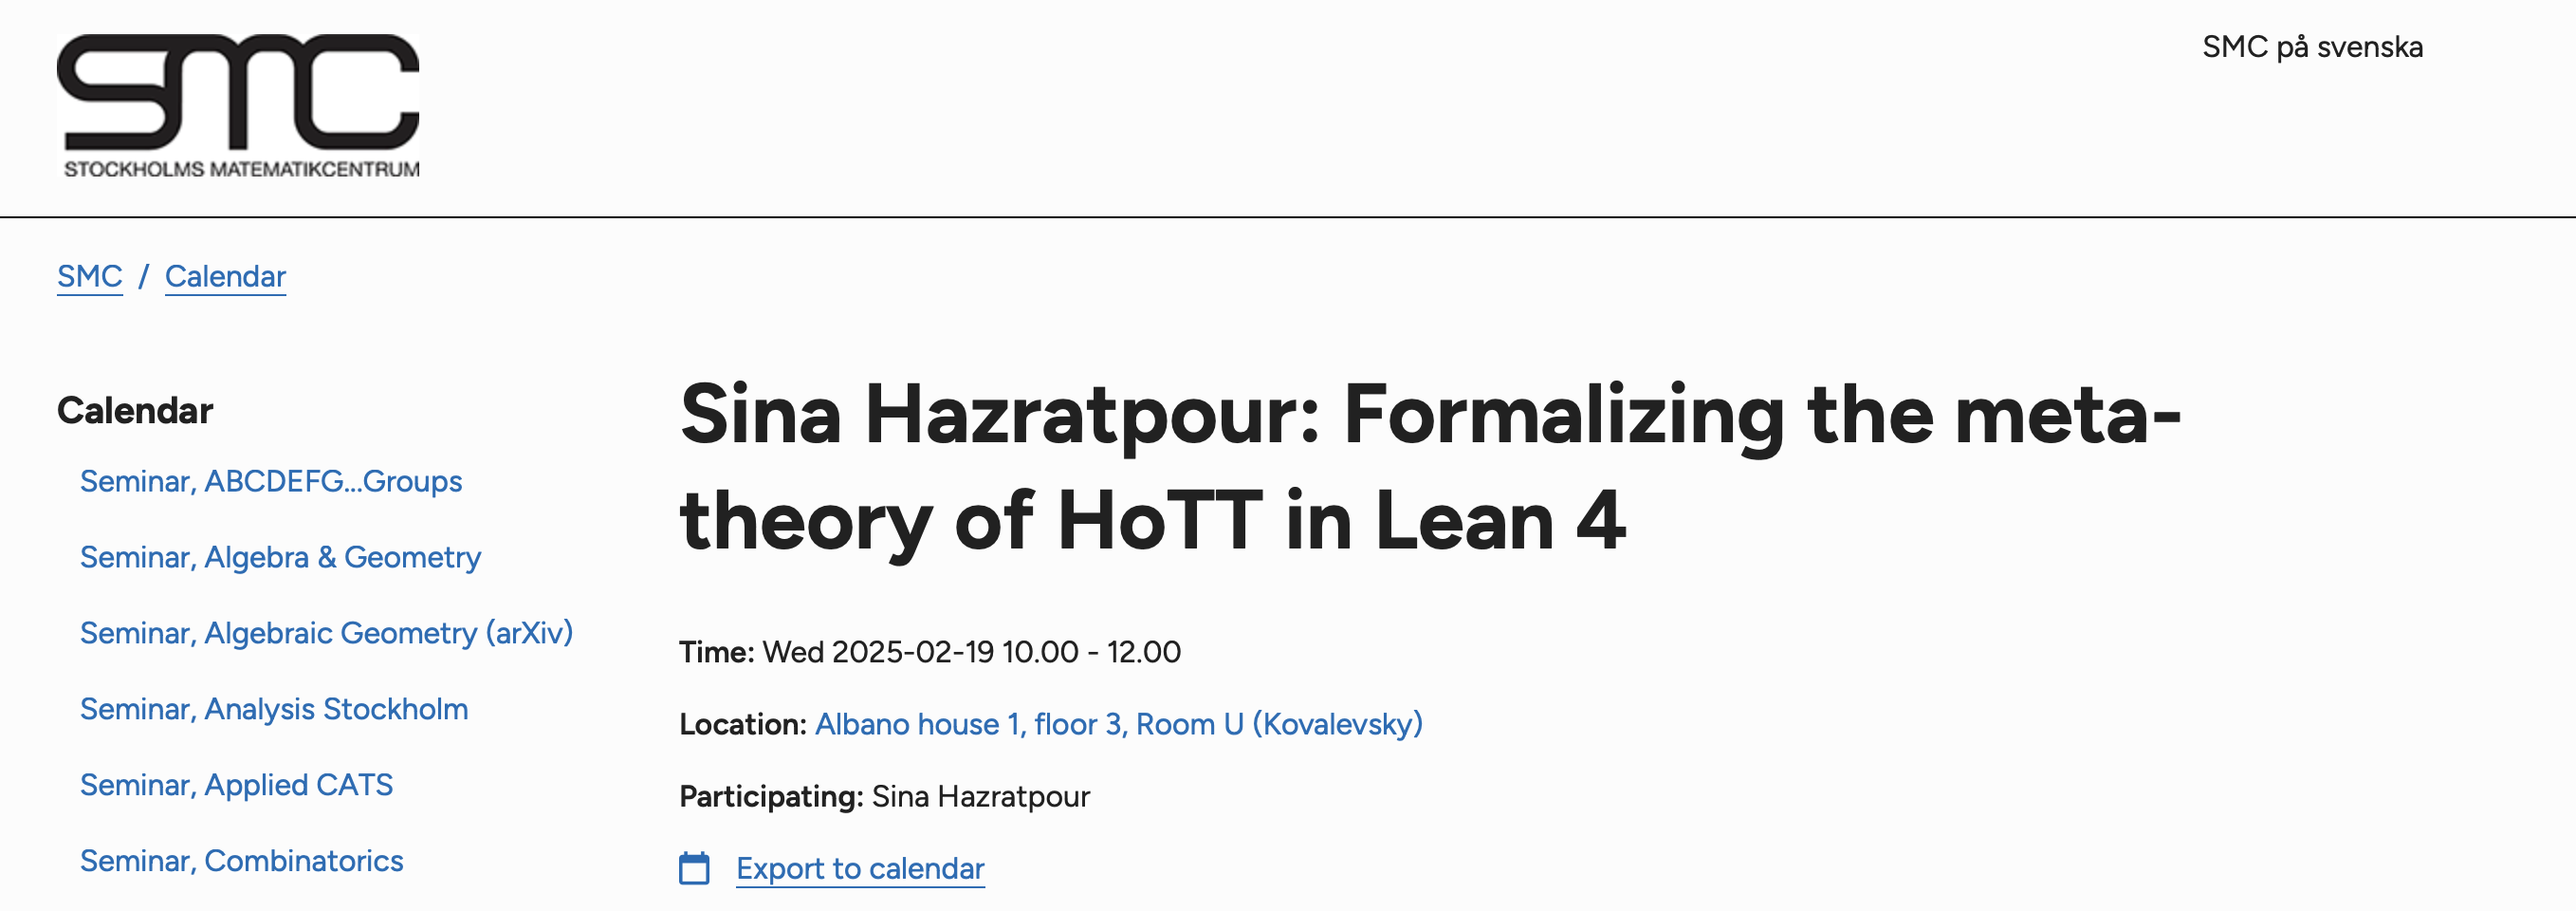 smc
STOCKHOLMS MATEMATIKCENTRUM
SMC på svenska
SMC / Calendar
Calendar
Seminar, ABCDEFG...Groups
Seminar, Algebra & Geometry
Seminar, Algebraic Geometry (arXiv)
Seminar, Analysis Stockholm
Seminar, Applied CATS
Seminar, Combinatorics
Sina Hazratpour: Formalizing the meta-
theory of HoTT in Lean 4
Time: Wed 2025-02-19 10.00 - 12.00
Location: Albano house 1, floor 3, Room U (Kovalevsky)
Participating: Sina Hazratpour
Export to calendar